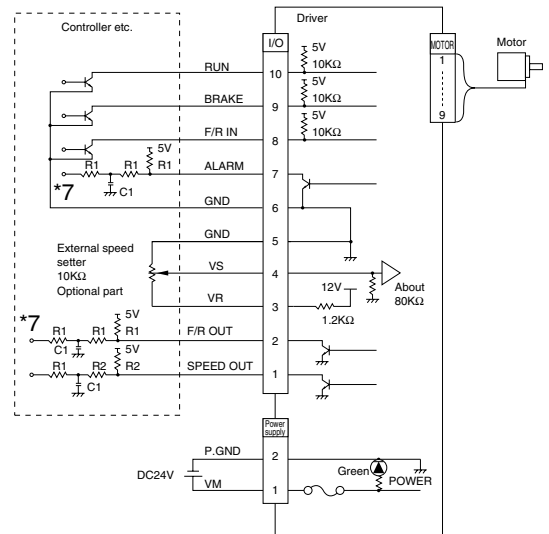 Controller etc.
Driver
I/O
MOTOR
Motor
5V
10KΩ
RUN
10
1
5V
10KΩ
BRAKE
9
9
5V
10KΩ
F/R IN
8
5V
R1
R1
R1
ALARM
7
*7
C1
GND
6
GND
5
External speed
setter
10KΩ
Optional part
VS
4
About
80KΩ
12V
VR
3
1.2KΩ
*7
5V
R1
R1
R1
F/R OUT
2
C1
5V
R1
R2
R2
SPEED OUT
1
C1
Power
supply
P.GND
2
Green
POWER
DC24V
VM
1